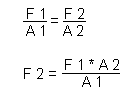 F 1 / A 1 = F 2 / A 2
F 2 = F 1 * A 2 / A 1